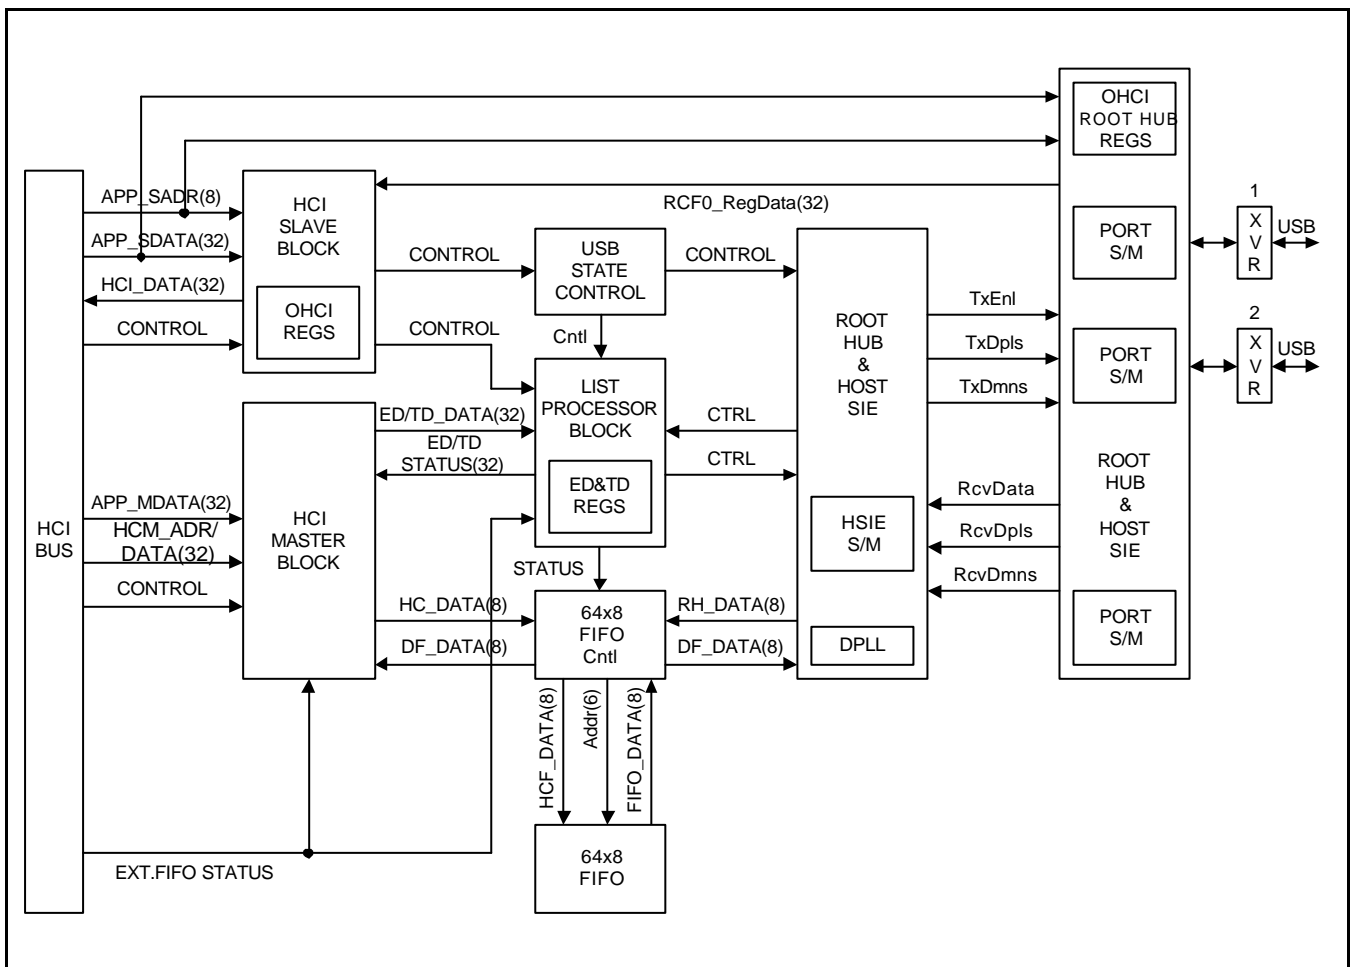 OHCI
ROOT HUB
REGS
APP_SADR(8)
HCI
SLAVE
BLOCK
RCF0_RegData(32)
1
X
V
R
USB
PORT
S/M
APP_SDATA(32)
CONTROL
USB
STATE
CONTROL
CONTROL
HCI_DATA(32)
OHCI
REGS
CONTROL
CONTROL
Cntl
ROOT
HUB
&
HOST
SIE
TxEnl
TxDpls
TxDmns
2
X
V
R
USB
PORT
S/M
LIST
PROCESSOR
BLOCK
ED/TD_DATA(32)
ED/TD
STATUS(32)
CTRL
CTRL
ED&TD
REGS
HCI
BUS
APP_MDATA(32)
HCM_ADR/
DATA(32)
CONTROL
HCI
MASTER
BLOCK
HSIE
S/M
RcvData
RcvDpls
RcvDmns
ROOT
HUB
&
HOST
SIE
STATUS
HC_DATA(8)
DF_DATA(8)
64x8
FIFO
Cntl
RH_DATA(8)
DF_DATA(8)
DPLL
PORT
S/M
HCF_DATA(8)
Addr(6)
FIFO_DATA(8)
EXT.FIFO STATUS
64x8
FIFO